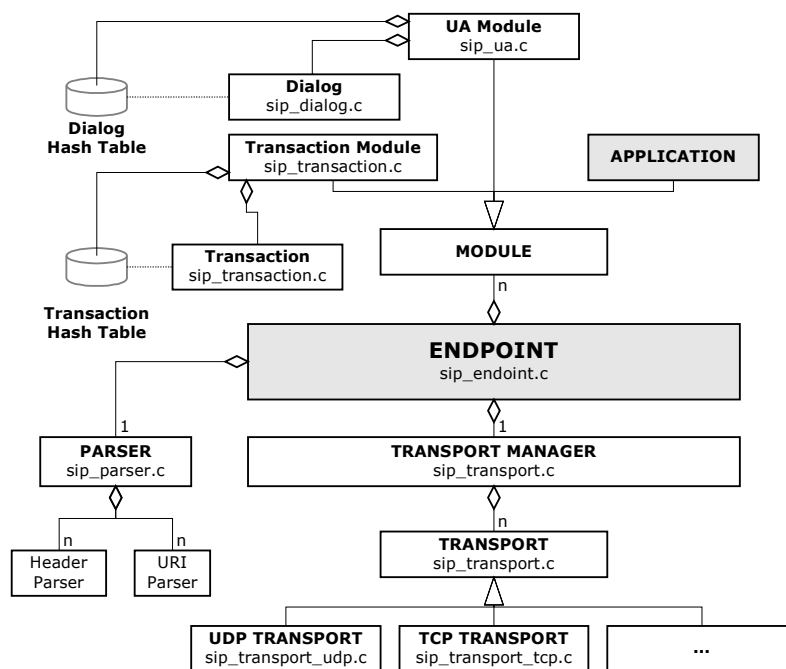 UA Module
sip_ua.c
Dialog
sip_dialog.c
Dialog
Hash Table
Transaction Module
sip_transaction.c
APPLICATION
Transaction
sip_transaction.c
MODULE
n
Transaction
Hash Table
ENDPOINT
sip_endoint.c
1
1
PARSER
sip_parser.c
TRANSPORT MANAGER
sip_transport.c
n
n
n
Header
Parser
URI
Parser
TRANSPORT
sip_transport.c
UDP TRANSPORT
sip_transport_udp.c
TCP TRANSPORT
sip_transport_tcp.c
...